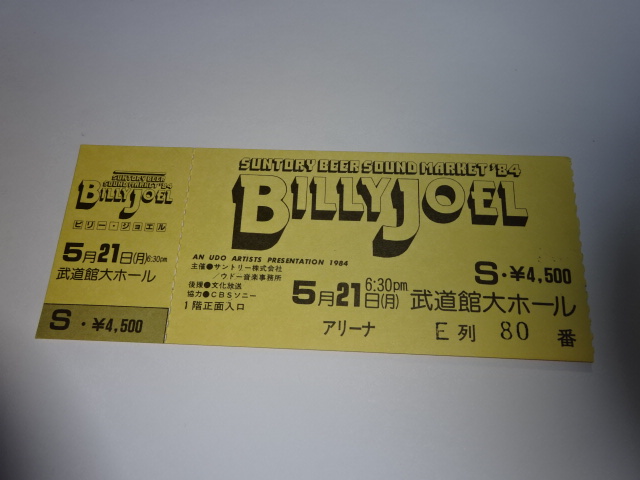 SUNTORY BEER
SOUND MARKET '84
BILLY JOEL
ビリー・ジョエル
5月21日(月)6:30pm
武道館大ホール
S・¥4,500
SUNTORY BEER SOUND MARKET '84
BILLY JOEL
AN UDO ARTISTS PRESENTATION 1984
主催●サントリー株式会社
/ウドー音楽事務所
後援●文化放送
協力●CBSソニー
1階正面入口
S・¥4,500
5月21日(月) 6:30pm 武道館大ホール
アリーナ E列 80 番